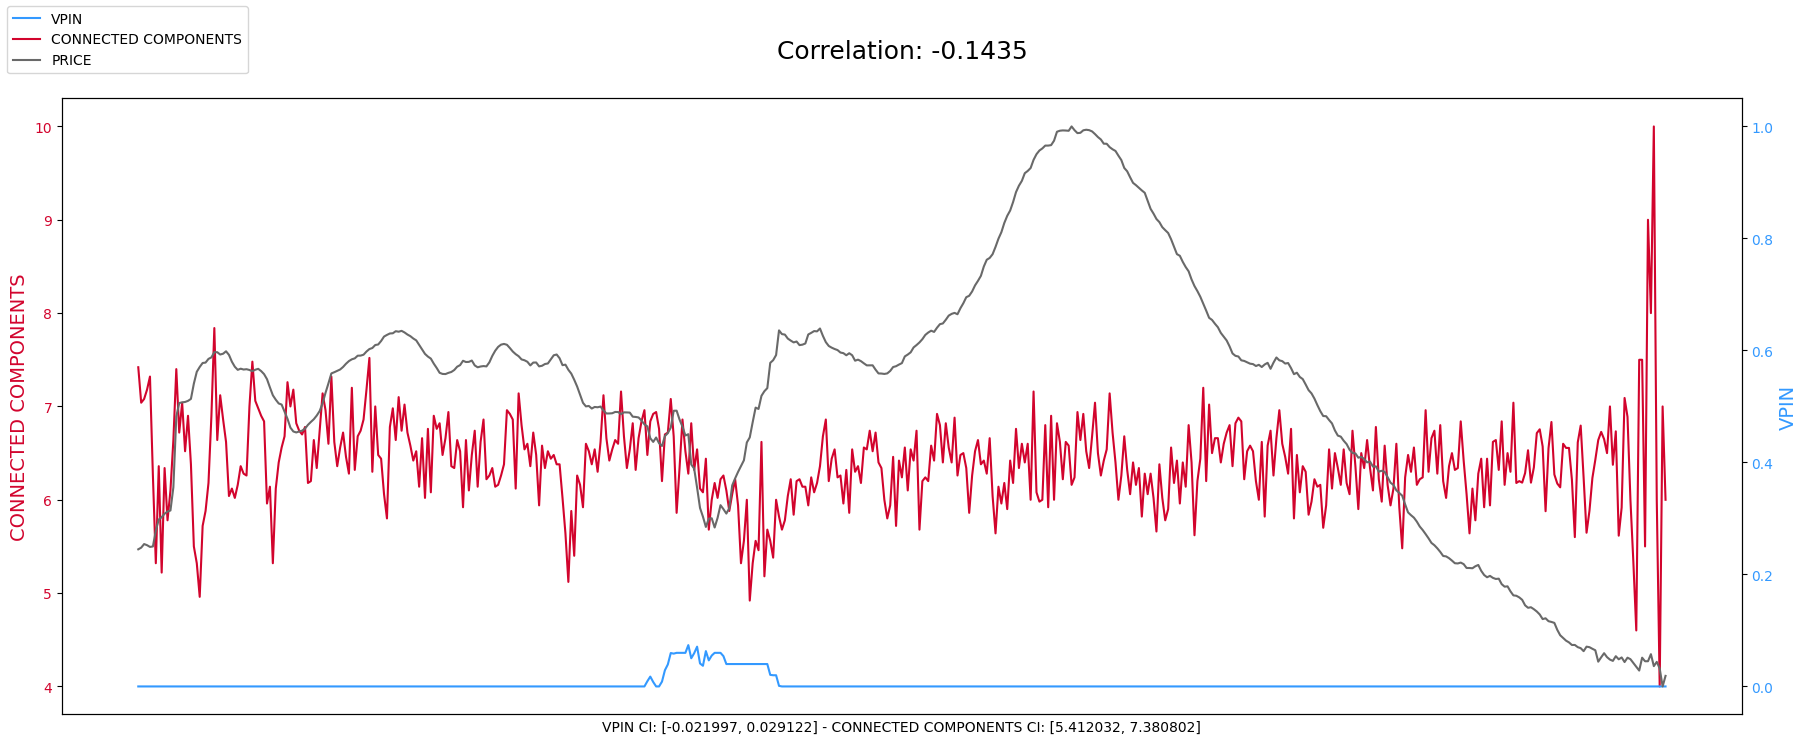 VPIN
CONNECTED COMPONENTS
PRICE
Correlation: -0.1435
CONNECTED COMPONENTS
10
9
8
7
6
5
4
1.0
0.8
0.6
0.4
0.2
0.0
VPIN
VPIN CI: [-0.021997, 0.029122] - CONNECTED COMPONENTS CI: [5.412032, 7.380802]